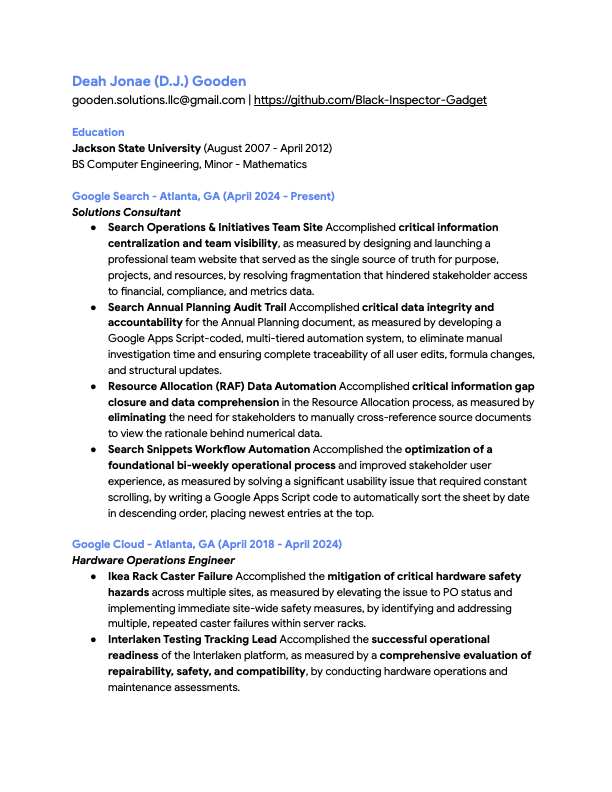 Deah Jonae (D.J.) Gooden
gooden.solutions.llc@gmail.com | https://github.com/Black-Inspector-Gadget
Education
Jackson State University (August 2007 - April 2012)
BS Computer Engineering, Minor - Mathematics
Google Search - Atlanta, GA (April 2024 - Present)
Solutions Consultant
● Search Operations & Initiatives Team Site Accomplished critical information
centralization and team visibility, as measured by designing and launching a
professional team website that served as the single source of truth for purpose,
projects, and resources, by resolving fragmentation that hindered stakeholder access
to financial, compliance, and metrics data.
● Search Annual Planning Audit Trail Accomplished critical data integrity and
accountability for the Annual Planning document, as measured by developing a
Google Apps Script-coded, multi-tiered automation system, to eliminate manual
investigation time and ensuring complete traceability of all user edits, formula changes,
and structural updates.
● Resource Allocation (RAF) Data Automation Accomplished critical information gap
closure and data comprehension in the Resource Allocation process, as measured by
eliminating the need for stakeholders to manually cross-reference source documents
to view the rationale behind numerical data.
● Search Snippets Workflow Automation Accomplished the optimization of a
foundational bi-weekly operational process and improved stakeholder user
experience, as measured by solving a significant usability issue that required constant
scrolling, by writing a Google Apps Script code to automatically sort the sheet by date
in descending order, placing newest entries at the top.
Google Cloud - Atlanta, GA (April 2018 - April 2024)
Hardware Operations Engineer
● Ikea Rack Caster Failure Accomplished the mitigation of critical hardware safety
hazards across multiple sites, as measured by elevating the issue to PO status and
implementing immediate site-wide safety measures, by identifying and addressing
multiple, repeated caster failures within server racks.
● Interlaken Testing Tracking Lead Accomplished the successful operational
readiness of the Interlaken platform, as measured by a comprehensive evaluation of
repairability, safety, and compatibility, by conducting hardware operations and
maintenance assessments.